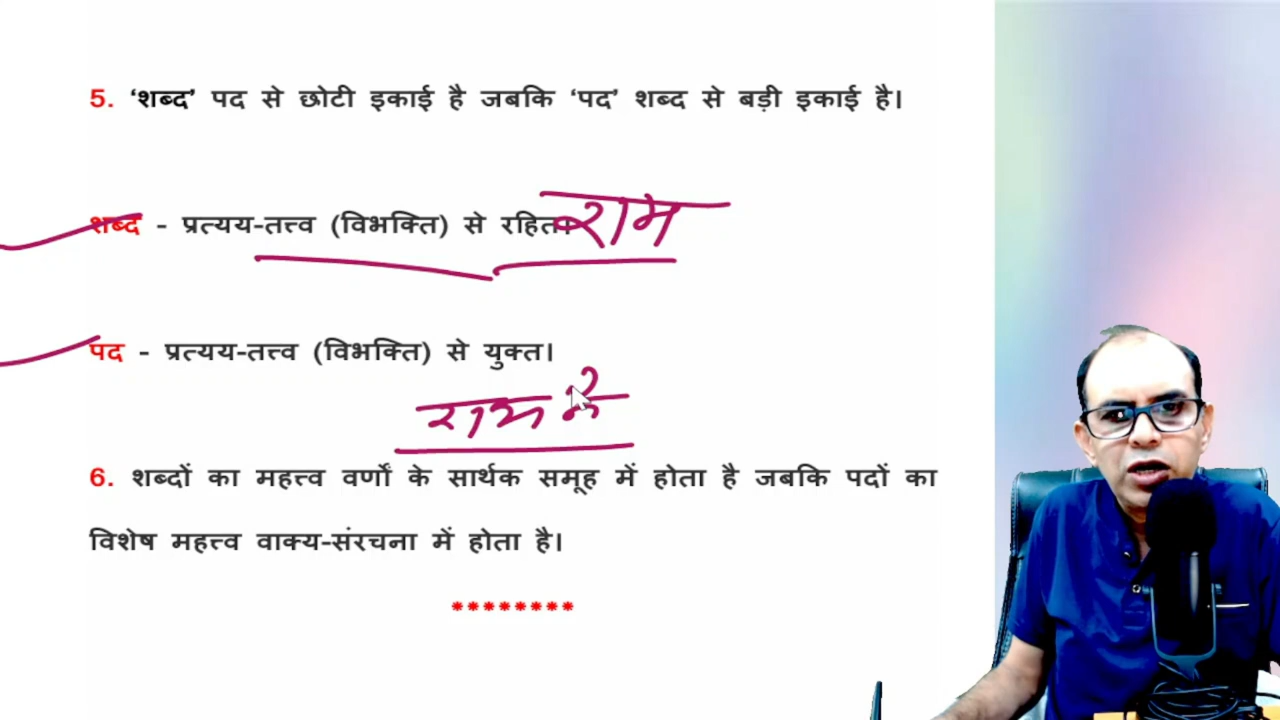 5. ‘शब्द’ पद से छोटी इकाई है जबकि ‘पद’ शब्द से बड़ी इकाई है।
शब्द - प्रत्यय-तत्त्व (विभक्ति) से रहित। राम
पद - प्रत्यय-तत्त्व (विभक्ति) से युक्त।
राम ने
6. शब्दों का महत्त्व वर्णों के सार्थक समूह में होता है जबकि पदों का
विशेष महत्त्व वाक्य-संरचना में होता है।
********